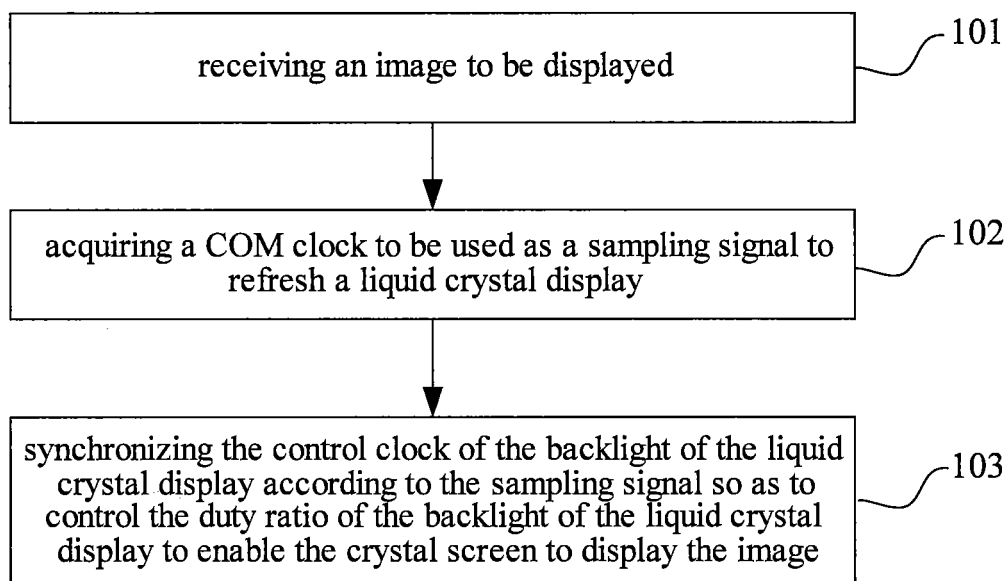 receiving an image to be displayed
101
acquiring a COM clock to be used as a sampling signal to
refresh a liquid crystal display
102
synchronizing the control clock of the backlight of the liquid
crystal display according to the sampling signal so as to
control the duty ratio of the backlight of the liquid crystal
display to enable the crystal screen to display the image
103